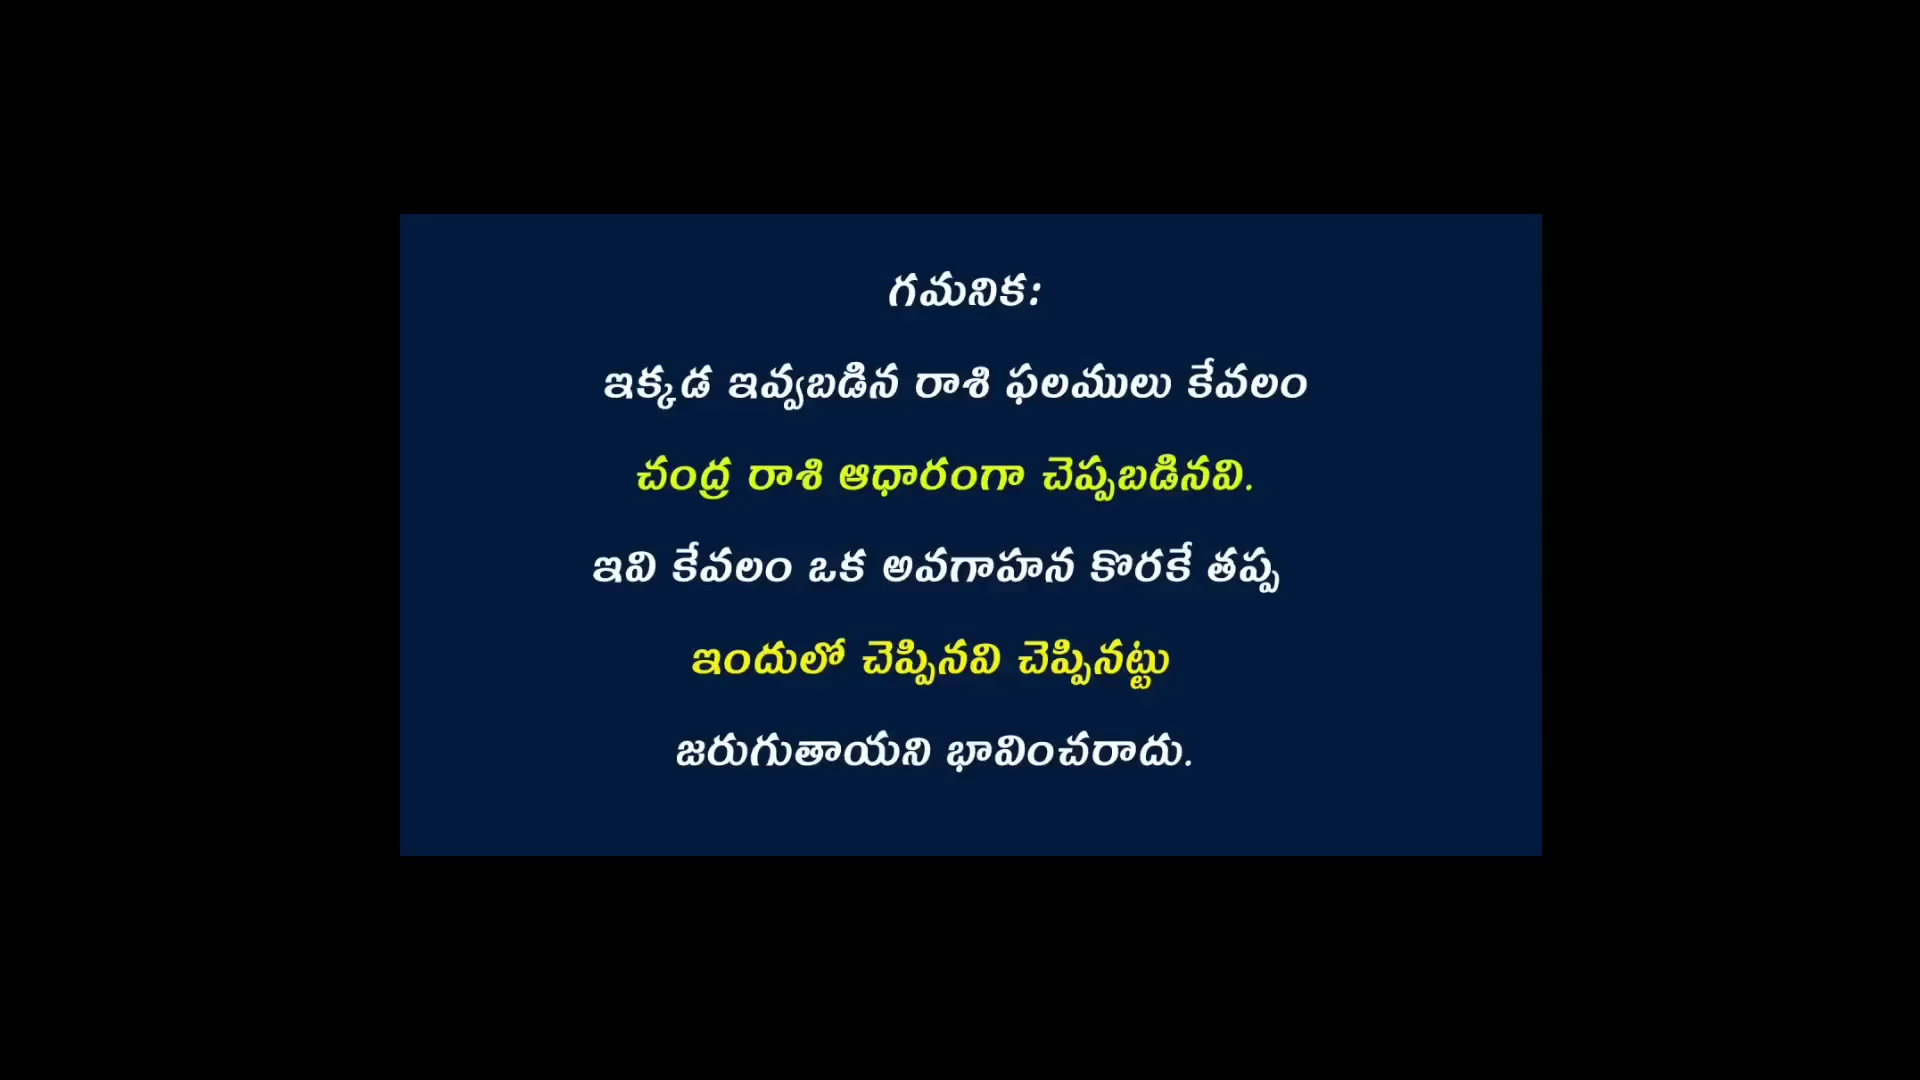 గమనిక:
ఇక్కడ ఇవ్వబడిన రాశి ఫలములు కేవలం
చంద్ర రాశి ఆధారంగా చెప్పబడినవి.
ఇవి కేవలం ఒక అవగాహన కొరకే తప్ప
ఇందులో చెప్పినవి చెప్పినట్టు
జరుగుతాయని భావించరాదు.